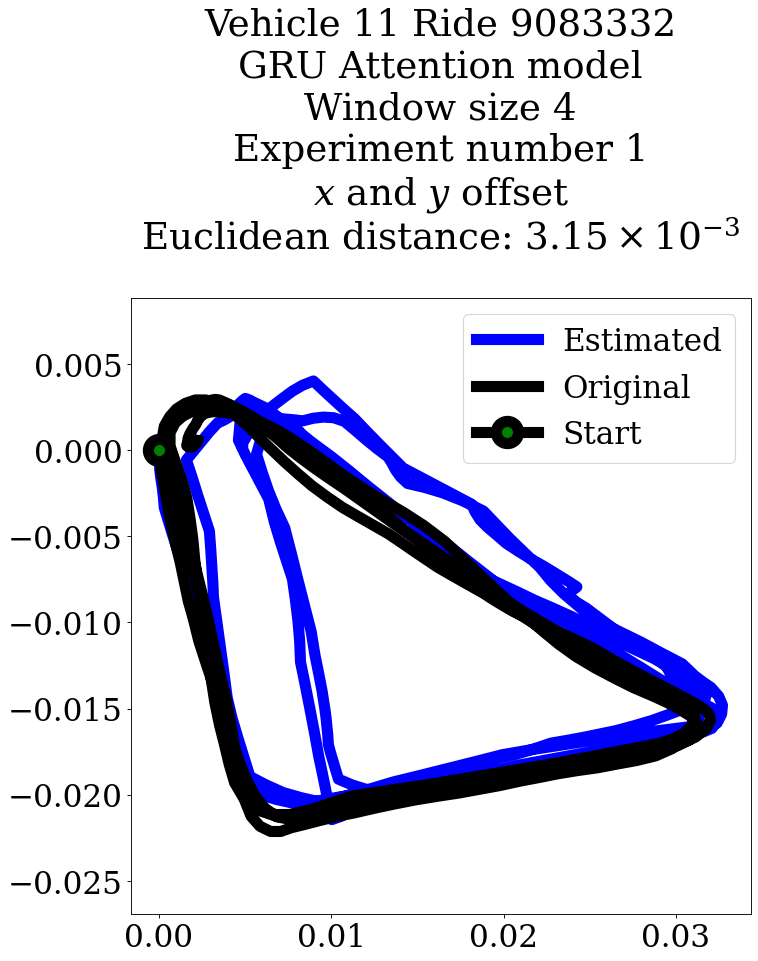 Vehicle 11 Ride 9083332
GRU Attention model
Window size 4
Experiment number 1
x and y offset
Euclidean distance: 3.15 × 10⁻³
Estimated
Original
Start
0.005
0.000
−0.005
−0.010
−0.015
−0.020
−0.025
0.00 0.01 0.02 0.03